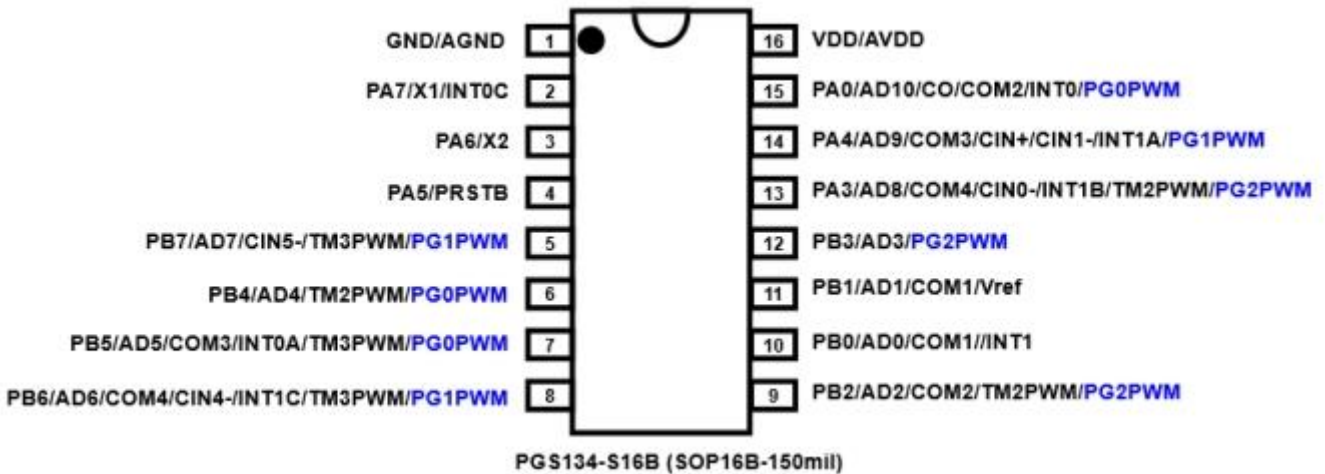 GND/AGND 1 16 VDD/AVDD
PA7/X1/INT0C 2 15 PA0/AD10/CO/COM2/INT0/PG0PWM
PA6/X2 3 14 PA4/AD9/COM3/CIN+/CIN1-/INT1A/PG1PWM
PA5/PRSTB 4 13 PA3/AD8/COM4/CIN0-/INT1B/TM2PWM/PG2PWM
PB7/AD7/CIN5-/TM3PWM/PG1PWM 5 12 PB3/AD3/PG2PWM
PB4/AD4/TM2PWM/PG0PWM 6 11 PB1/AD1/COM1/Vref
PB5/AD5/COM3/INT0A/TM3PWM/PG0PWM 7 10 PB0/AD0/COM1//INT1
PB6/AD6/COM4/CIN4-/INT1C/TM3PWM/PG1PWM 8 9 PB2/AD2/COM2/TM2PWM/PG2PWM
PGS134-S16B (SOP16B-150mil)